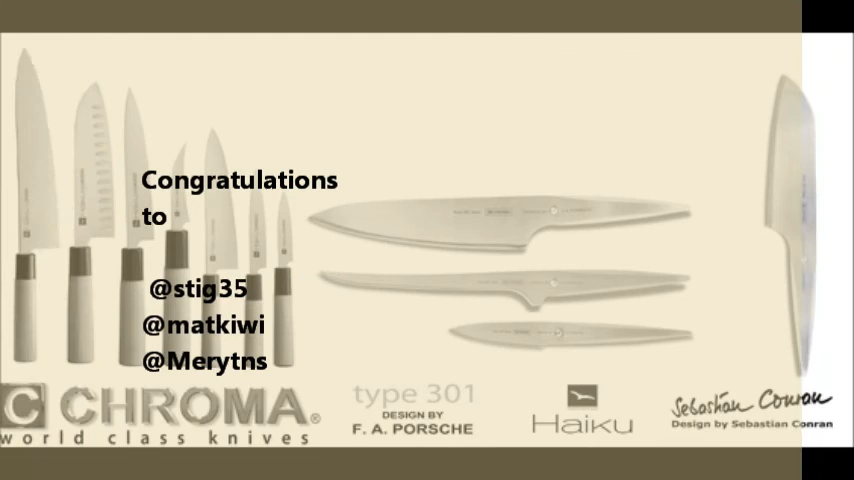 Congratulations
to
@stig35
@matkiwi
@Merytns
C CHROMA®
world class knives
type 301
DESIGN BY
F. A. PORSCHE
Haiku
Sebastian Conran
Design by Sebastian Conran